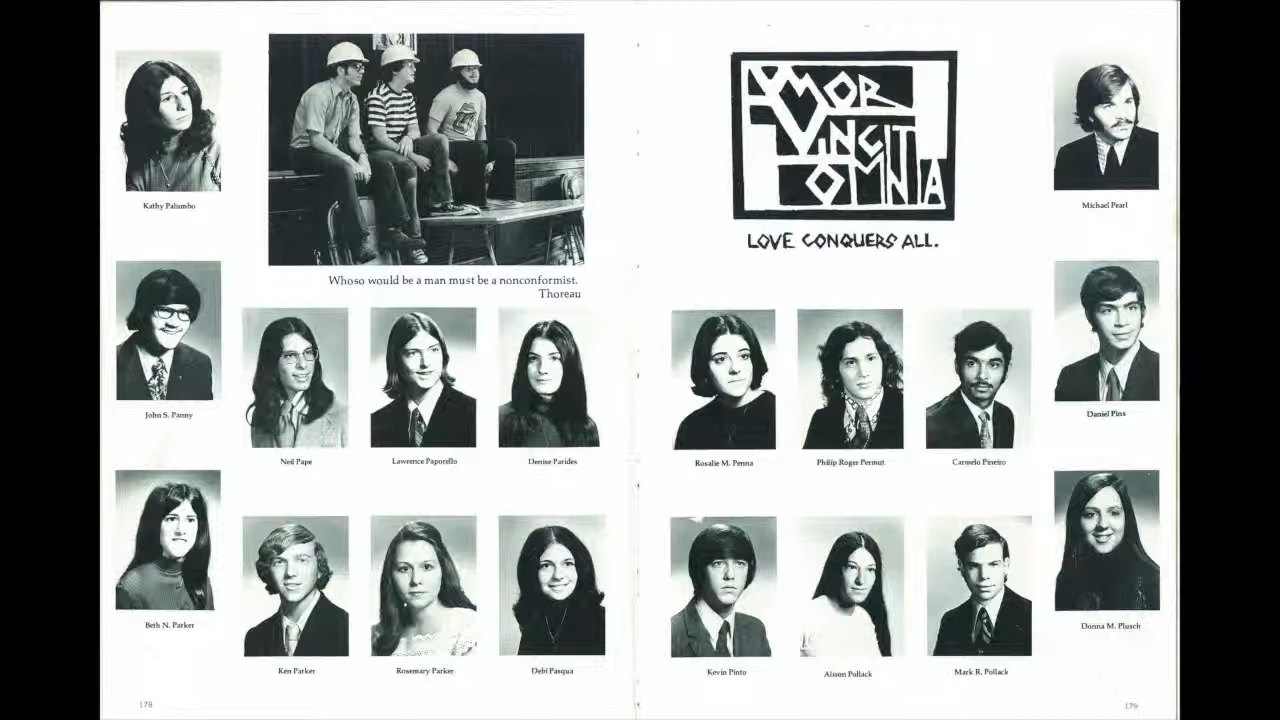 Kathy Palumbo
Whoso would be a man must be a nonconformist.
Thoreau
John S. Panny
Neil Pape
Lawrence Paporello
Denise Parides
Beth N. Parker
Ken Parker
Rosemary Parker
Debi Pasqua
178
AMOR
VINCIT
OMNIA
LOVE CONQUERS ALL.
Michael Pearl
Rosalie M. Penna
Philip Roger Permut
Carmelo Pineiro
Daniel Pins
Kevin Pinto
Alison Pollack
Mark R. Pollack
Donna M. Plusch
179